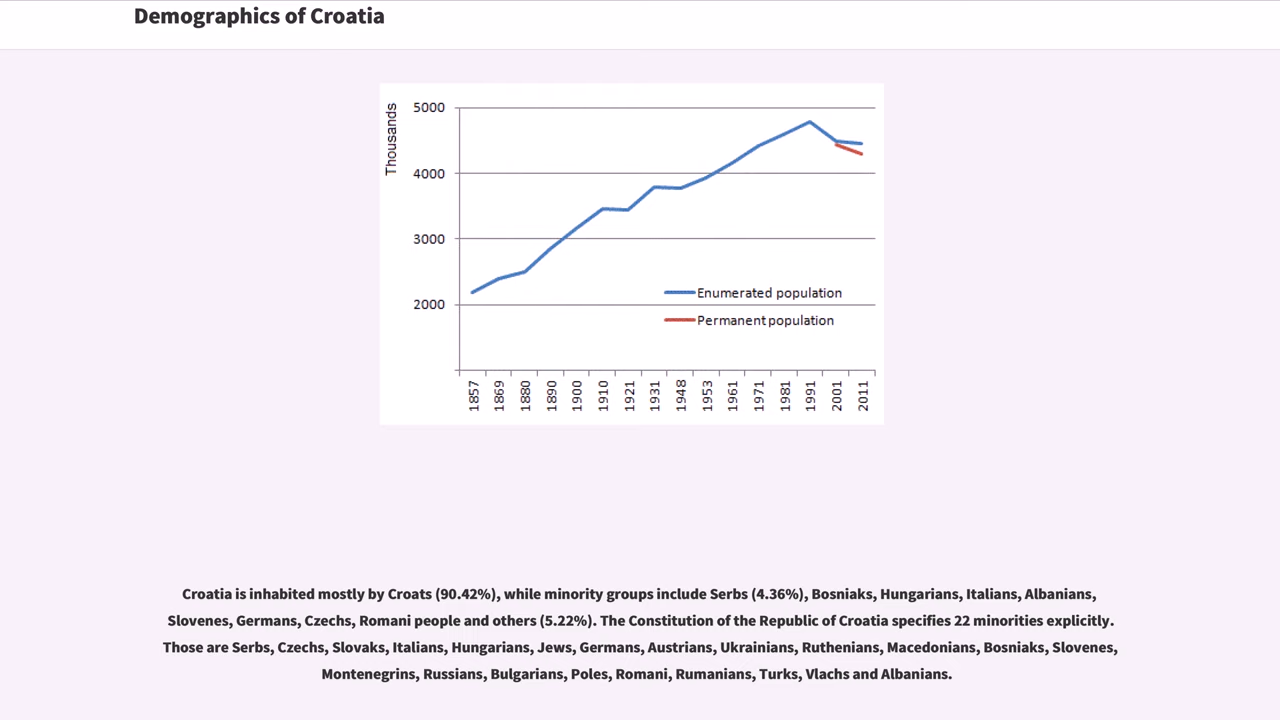 Demographics of Croatia
Thousands
5000
4000
3000
2000
Enumerated population
Permanent population
1857
1869
1880
1890
1900
1910
1921
1931
1948
1953
1961
1971
1981
1991
2001
2011
Croatia is inhabited mostly by Croats (90.42%), while minority groups include Serbs (4.36%), Bosniaks, Hungarians, Italians, Albanians,
Slovenes, Germans, Czechs, Romani people and others (5.22%). The Constitution of the Republic of Croatia specifies 22 minorities explicitly.
Those are Serbs, Czechs, Slovaks, Italians, Hungarians, Jews, Germans, Austrians, Ukrainians, Ruthenians, Macedonians, Bosniaks, Slovenes,
Montenegrins, Russians, Bulgarians, Poles, Romani, Rumanians, Turks, Vlachs and Albanians.